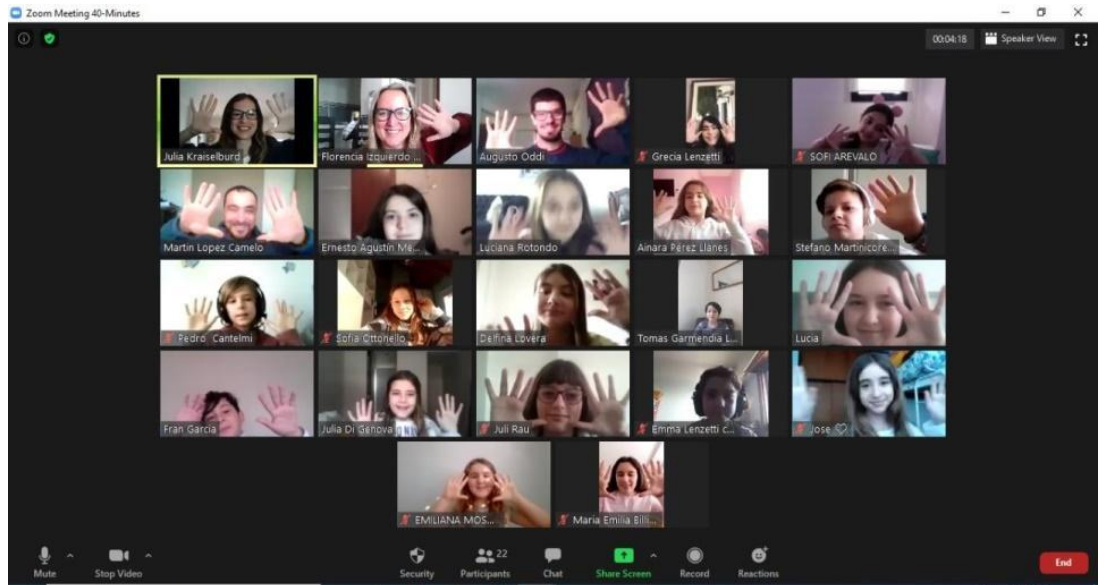 Zoom Meeting 40-Minutes
00:04:18 Speaker View
Julia Kraiselburd
Florencia Izquierdo ...
Augusto Oddi
Grecia Lenzetti
SOFI AREVALO
Martin Lopez Camelo
Ernesto Agustín Me...
Luciana Rotondo
Ainara Pérez Llanes
Stefano Martinicore...
Pedro Cantelmi
Sofia Ottonello
Delfina Lovera
Tomas Garmendia L...
Lucia
Fran García
Julia Di Genova
Juli Rau
Emma Lenzetti c...
Jose ♡
EMILIANA MOS...
Maria Emilia Billi...
Mute
Stop Video
Security
22
Participants
Chat
Share Screen
Record
Reactions
End